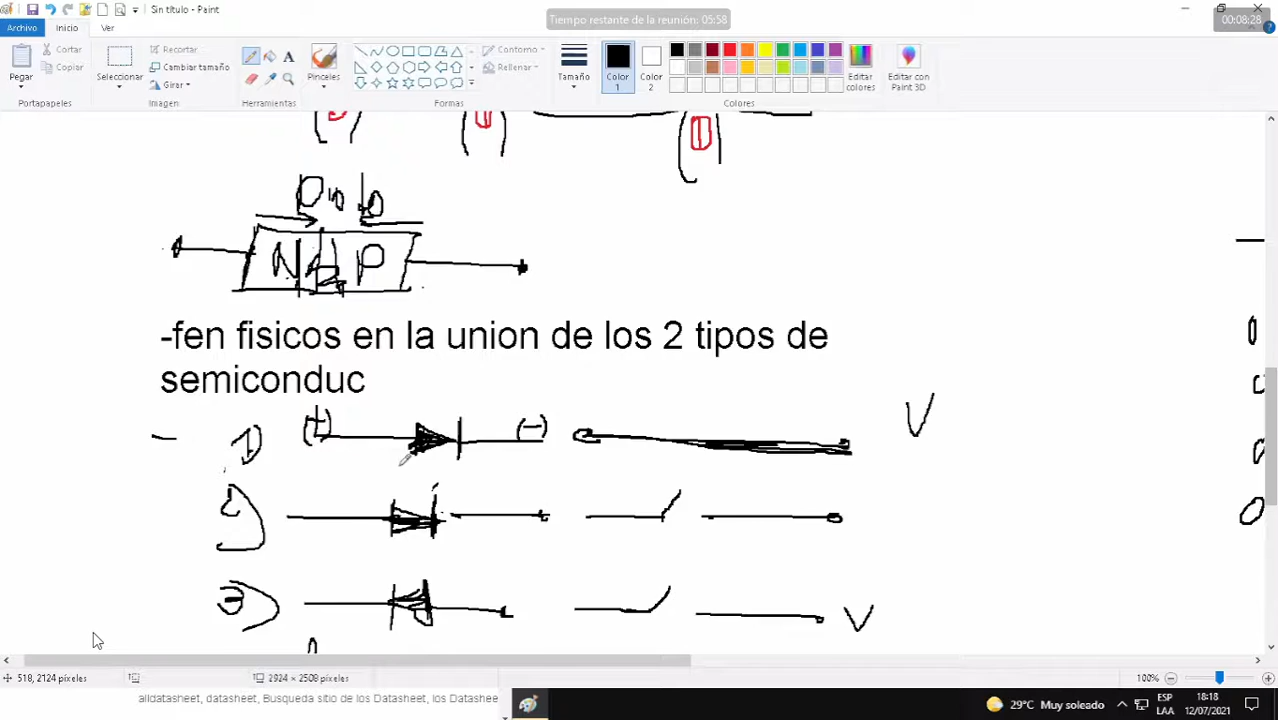 Sin título - Paint
Tiempo restante de la reunión: 05:58
00:08:28
Archivo
Inicio
Ver
Pegar
Cortar
Copiar
Portapapeles
Seleccionar
Recortar
Cambiar tamaño
Girar
Imagen
A
Herramientas
Pinceles
Contorno
Rellenar
Formas
Tamaño
Color 1
Color 2
Editar colores
Editar con Paint 3D
Colores
N P
-fen fisicos en la union de los 2 tipos de
semiconduc
1) (+) (-) V
2)
3) V
518, 2124 píxeles
2924 × 2508 píxeles
100%
alldatasheet, datasheet, Busqueda sitio de los Datasheet, los Datashee
29°C Muy soleado
ESP
LAA
18:18
12/07/2021